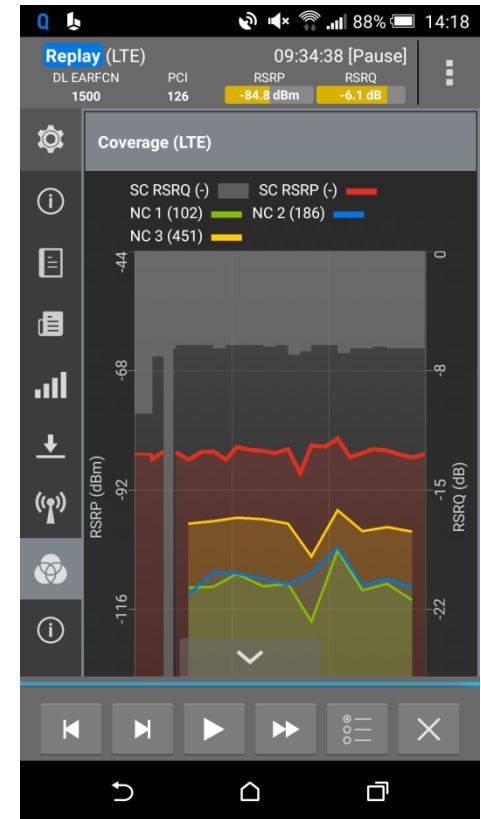 88% 14:18
Replay (LTE) 09:34:38 [Pause]
DL EARFCN PCI RSRP RSRQ
1500 126 -84.8 dBm -6.1 dB
Coverage (LTE)
SC RSRQ (-) SC RSRP (-)
NC 1 (102) NC 2 (186)
NC 3 (451)
-44 0
-68 -8
-92 -15
-116 -22
RSRP (dBm)
RSRQ (dB)